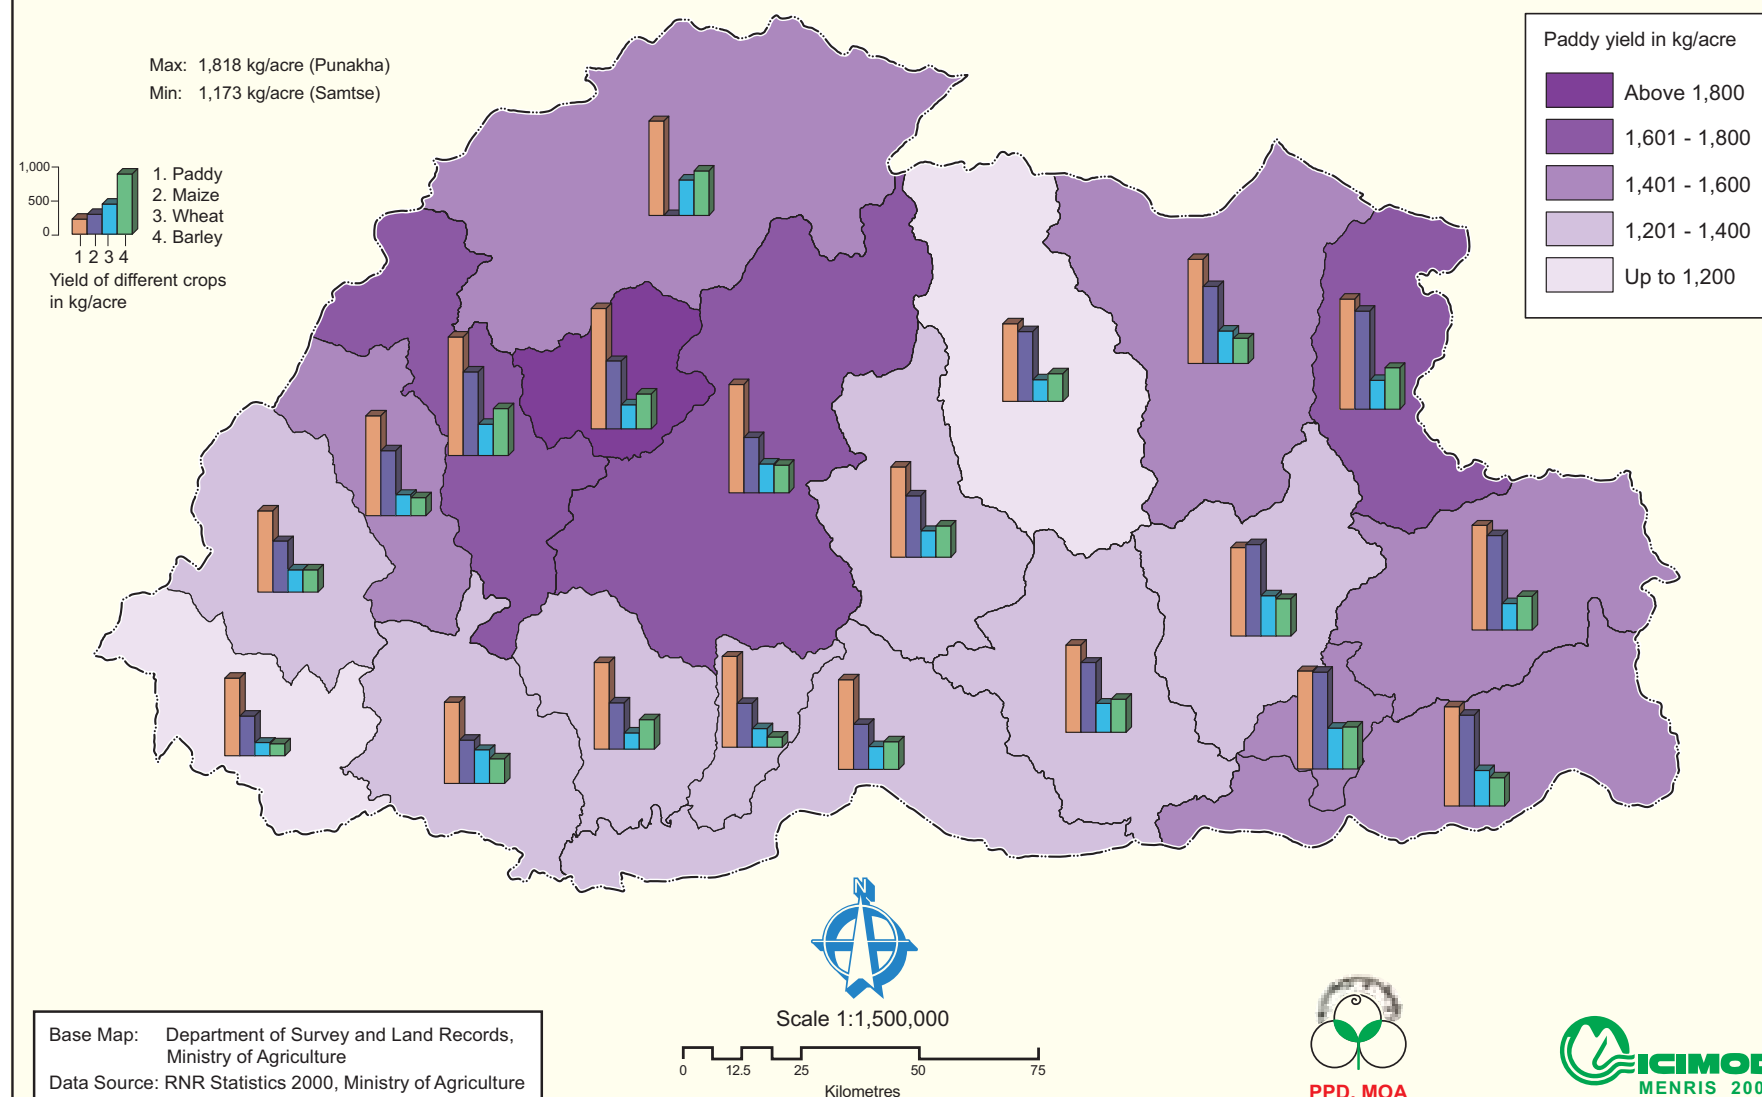 Max: 1,818 kg/acre (Punakha)
Min: 1,173 kg/acre (Samtse)
1,000
500
0
1. Paddy
2. Maize
3. Wheat
4. Barley
1 2 3 4
Yield of different crops
in kg/acre
Paddy yield in kg/acre
Above 1,800
1,601 - 1,800
1,401 - 1,600
1,201 - 1,400
Up to 1,200
N
Scale 1:1,500,000
0 12.5 25 50 75
Kilometres
Base Map: Department of Survey and Land Records,
Ministry of Agriculture
Data Source: RNR Statistics 2000, Ministry of Agriculture
PPD, MOA
ICIMOD
MENRIS 200